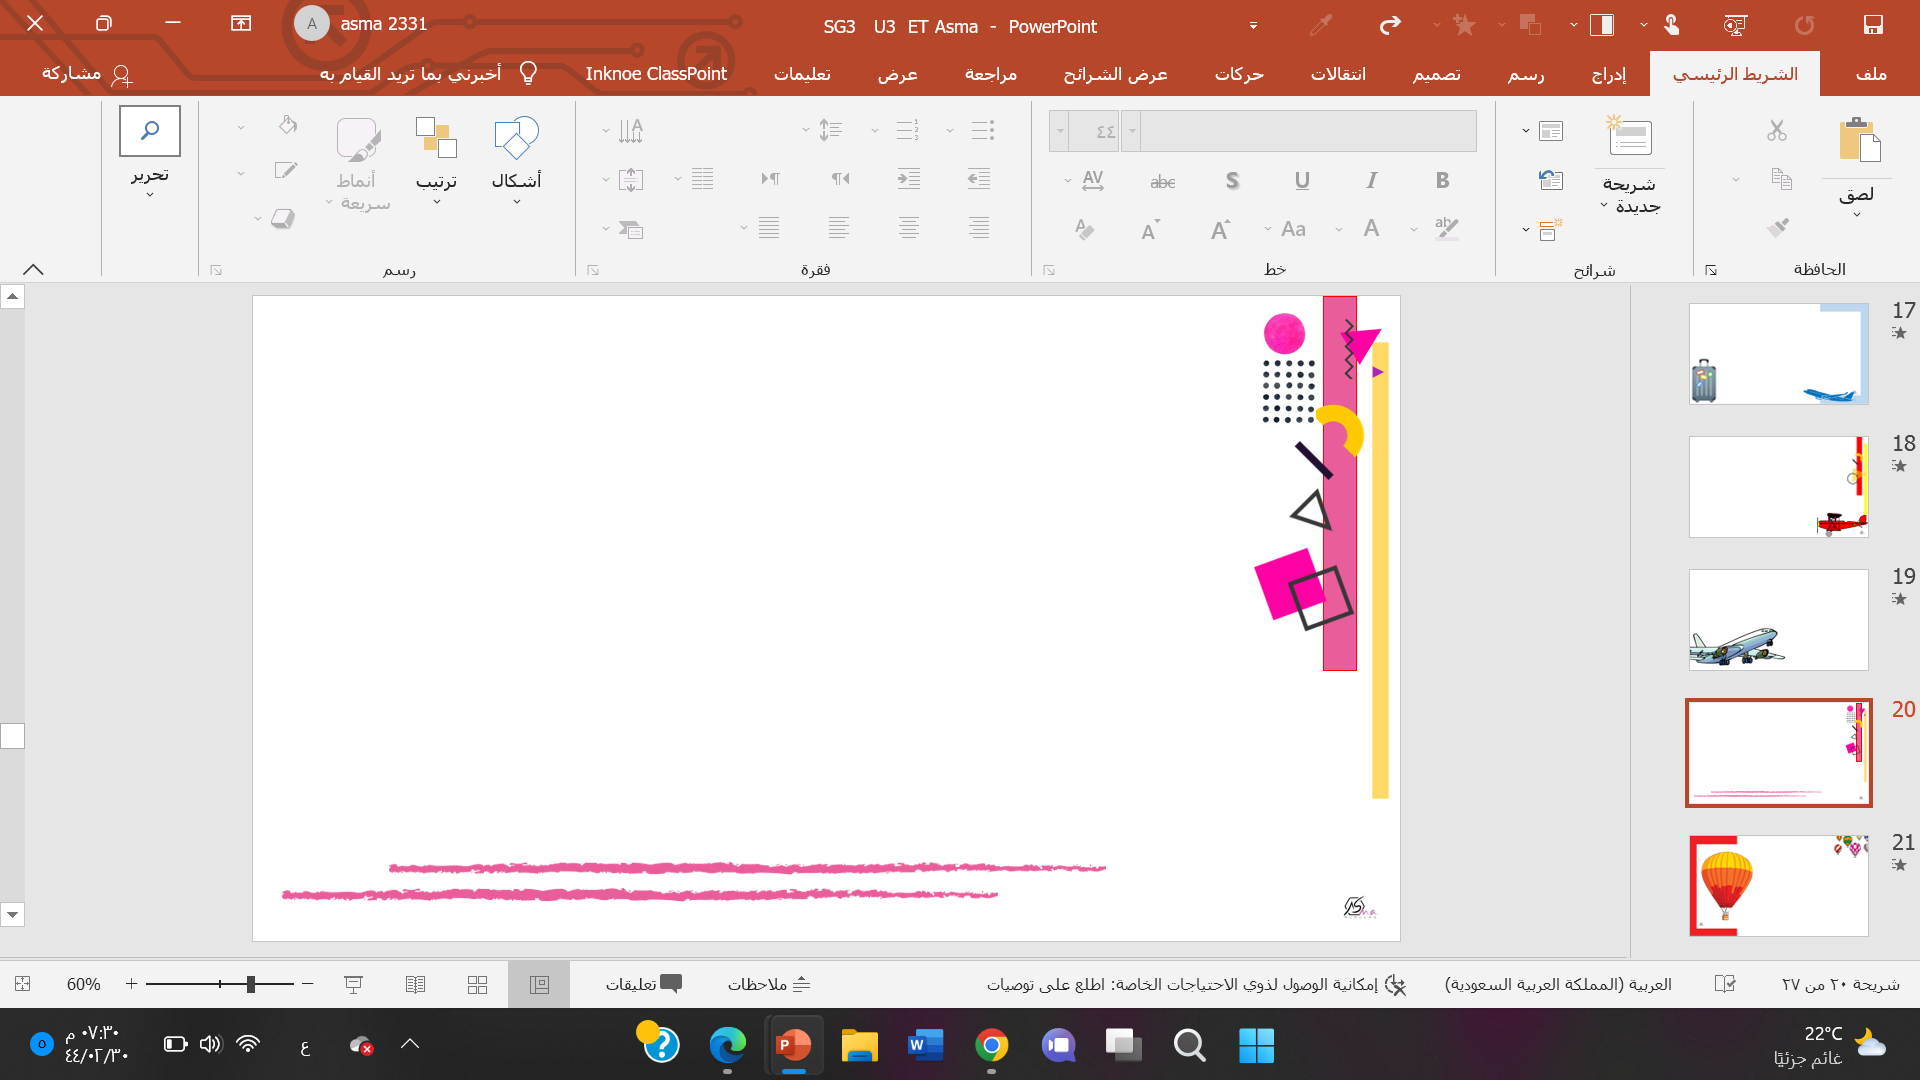 asma 2331
A
SG3 U3 ET Asma - PowerPoint
ملف
الشريط الرئيسي
إدراج
رسم
تصميم
انتقالات
حركات
عرض الشرائح
مراجعة
عرض
تعليمات
Inknoe ClassPoint
أخبرني بما تريد القيام به
مشاركة
لصق
شريحة
جديدة
٤٤
أشكال
ترتيب
أنماط
سريعة
تحرير
الحافظة
شرائح
خط
فقرة
رسم
17
18
19
20
21
شريحة ٢٠ من ٢٧
العربية (المملكة العربية السعودية)
إمكانية الوصول لذوي الاحتياجات الخاصة: اطلع على توصيات
ملاحظات
تعليقات
60%
22°C
غائم جزئيًا
ع
٠٧:٣٠ م
٤٤/٠٢/٣٠
٥